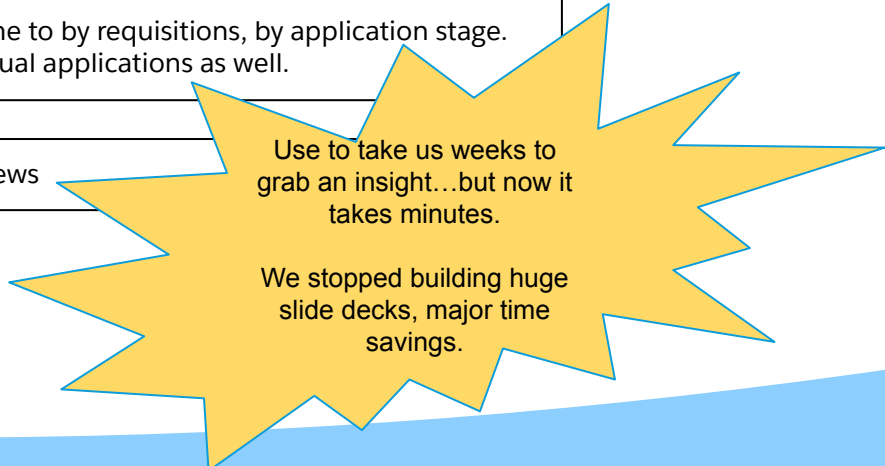 ne to by requisitions, by application stage.
ual applications as well.
ews
Use to take us weeks to
grab an insight…but now it
takes minutes.
We stopped building huge
slide decks, major time
savings.